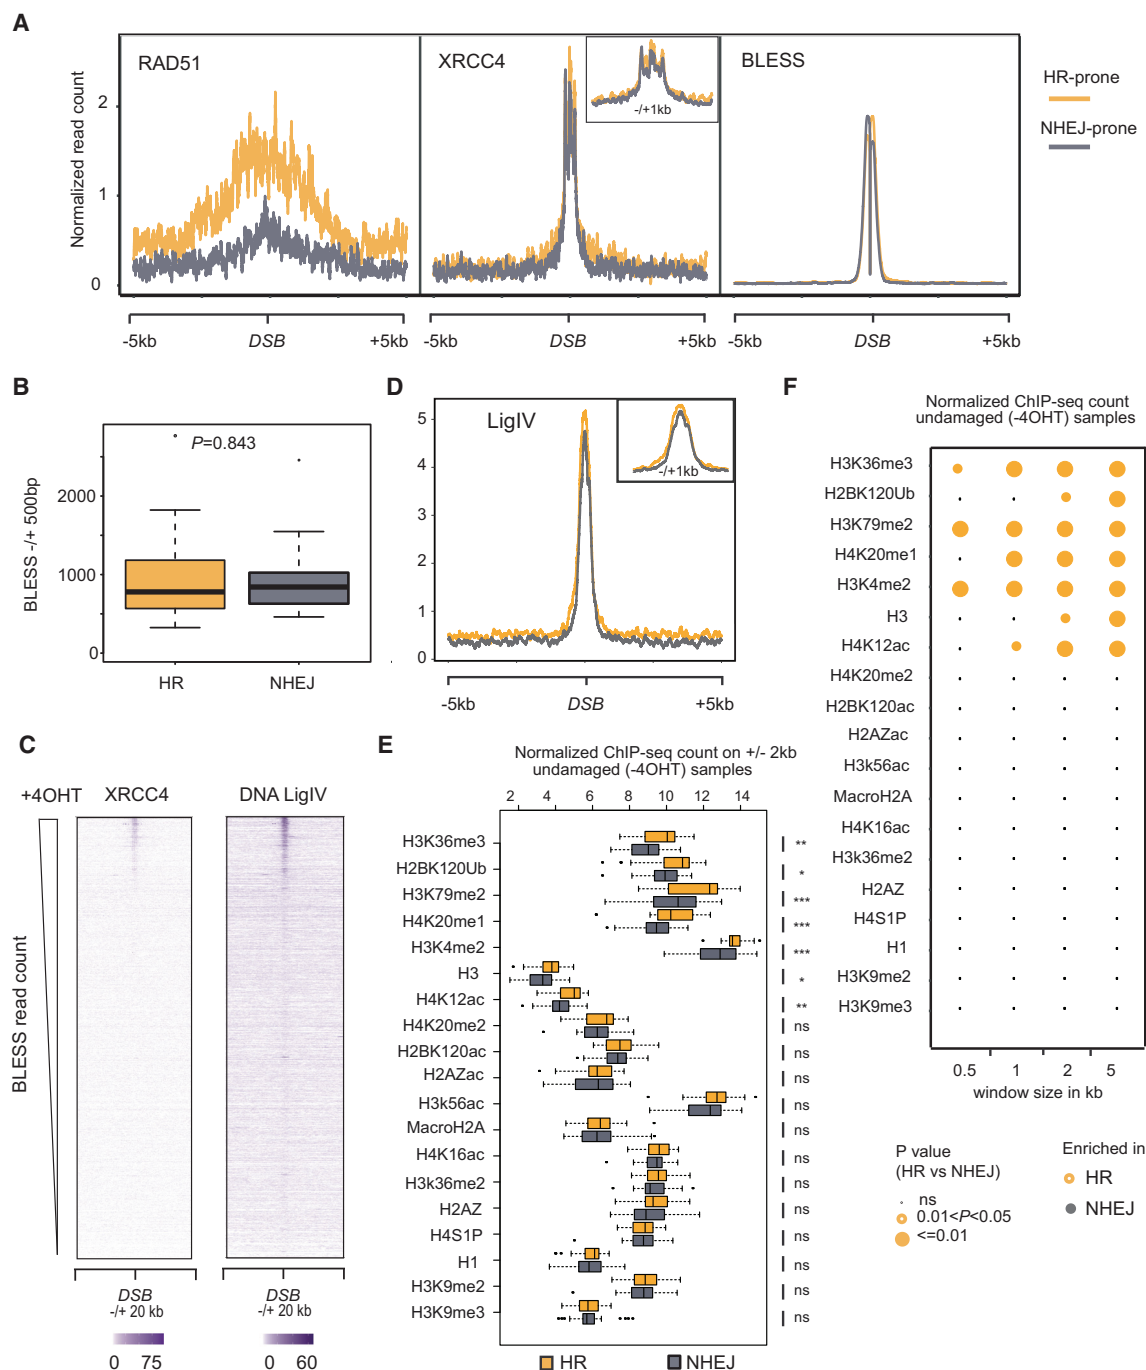 A
RAD51
XRCC4
-/+1kb
BLESS
HR-prone
NHEJ-prone
Normalized read count
2
1
0
-5kb DSB +5kb
-5kb DSB +5kb
-5kb DSB +5kb
B
P=0.843
BLESS -/+ 500bp
2000
1000
0
HR NHEJ
D
LigIV
-/+1kb
5
4
3
2
1
0
-5kb DSB +5kb
C
+4OHT XRCC4 DNA LigIV
BLESS read count
DSB
-/+ 20 kb
DSB
-/+ 20 kb
0 75
0 60
E
Normalized ChIP-seq count on +/- 2kb
undamaged (-4OHT) samples
2 4 6 8 10 12 14
H3K36me3 **
H2BK120Ub *
H3K79me2 ***
H4K20me1 ***
H3K4me2 ***
H3 *
H4K12ac **
H4K20me2 ns
H2BK120ac ns
H2AZac ns
H3k56ac ns
MacroH2A ns
H4K16ac ns
H3k36me2 ns
H2AZ ns
H4S1P ns
H1 ns
H3K9me2 ns
H3K9me3 ns
HR NHEJ
F
Normalized ChIP-seq count
undamaged (-4OHT) samples
H3K36me3
H2BK120Ub
H3K79me2
H4K20me1
H3K4me2
H3
H4K12ac
H4K20me2
H2BK120ac
H2AZac
H3k56ac
MacroH2A
H4K16ac
H3k36me2
H2AZ
H4S1P
H1
H3K9me2
H3K9me3
0.5 1 2 5
window size in kb
P value
(HR vs NHEJ)
ns
0.01<P<0.05
<=0.01
Enriched in
HR
NHEJ